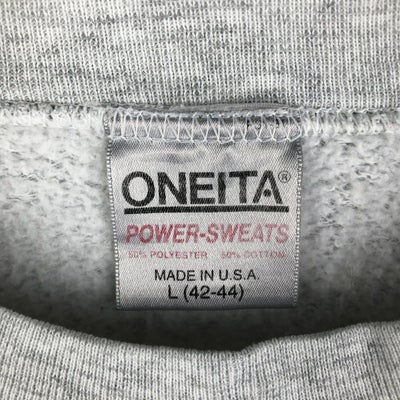 ONEITA®
POWER-SWEATS
50% POLYESTER 50% COTTON
MADE IN U.S.A.
L (42-44)